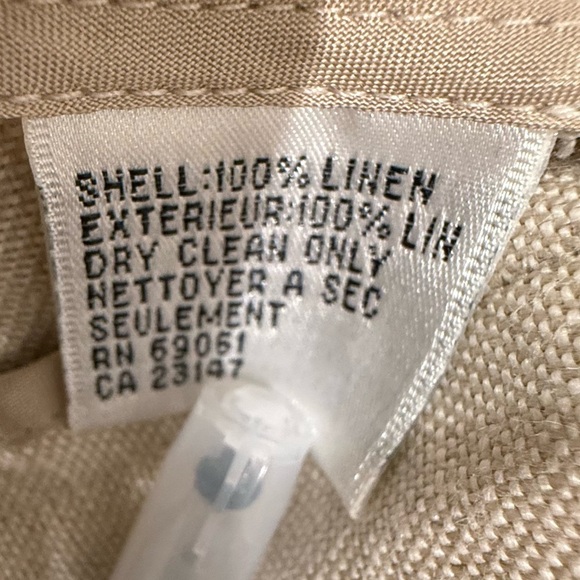 SHELL:100% LINEN
EXTERIEUR:100% LIN
DRY CLEAN ONLY
NETTOYER A SEC
SEULEMENT
RN 69061
CA 23147